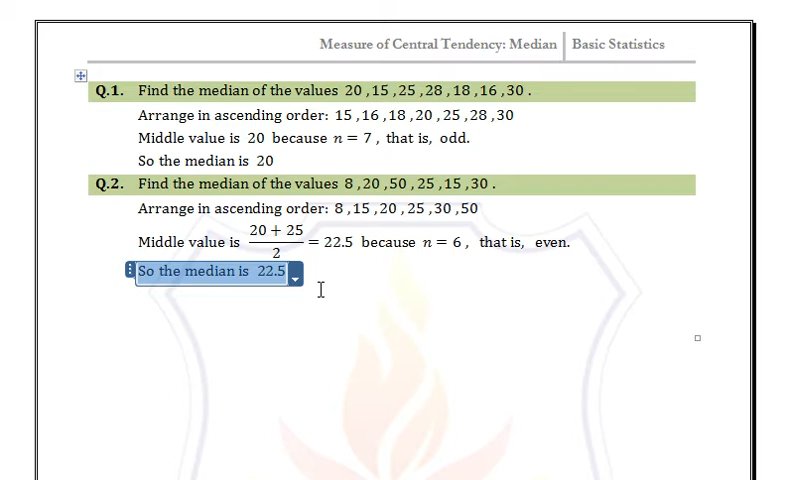 Measure of Central Tendency: Median | Basic Statistics
Q.1. Find the median of the values 20 ,15 ,25 ,28 ,18 ,16 ,30 .
Arrange in ascending order: 15 ,16 ,18 ,20 ,25 ,28 ,30
Middle value is 20 because n = 7 , that is, odd.
So the median is 20
Q.2. Find the median of the values 8 ,20 ,50 ,25 ,15 ,30 .
Arrange in ascending order: 8 ,15 ,20 ,25 ,30 ,50
Middle value is (20 + 25)/2 = 22.5 because n = 6 , that is, even.
So the median is 22.5